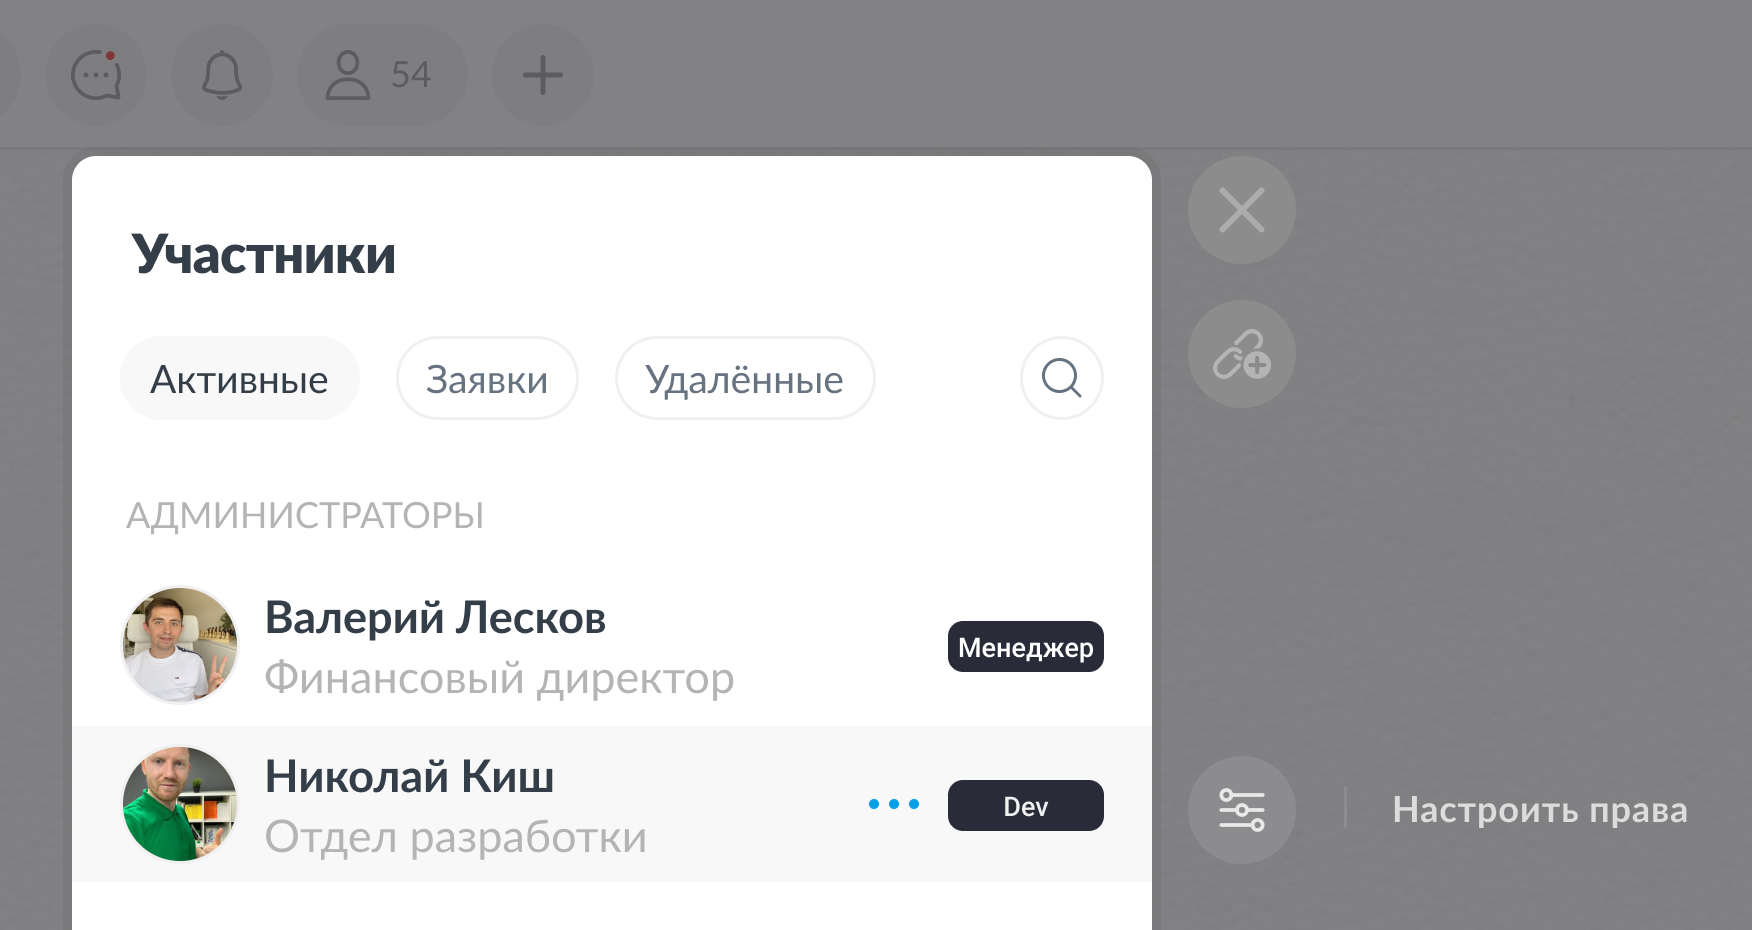 54
Участники
Активные
Заявки
Удалённые
АДМИНИСТРАТОРЫ
Валерий Лесков
Финансовый директор
Менеджер
Николай Киш
Отдел разработки
Dev
Настроить права